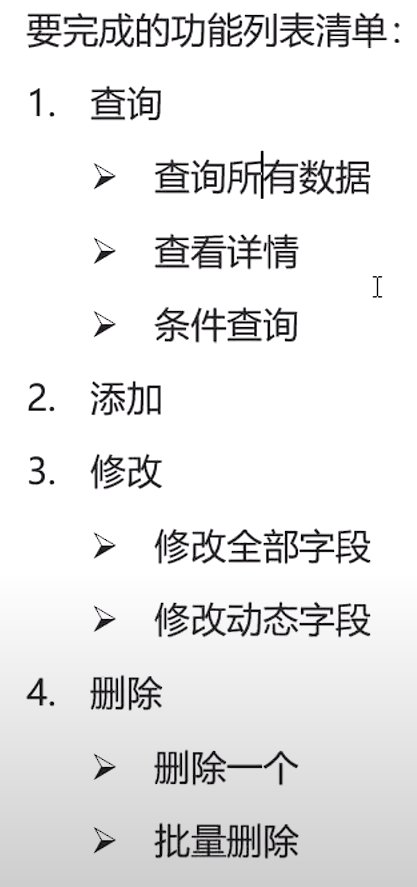 要完成的功能列表清单：
1. 查询
➢ 查询所有数据
➢ 查看详情
➢ 条件查询
2. 添加
3. 修改
➢ 修改全部字段
➢ 修改动态字段
4. 删除
➢ 删除一个
➢ 批量删除